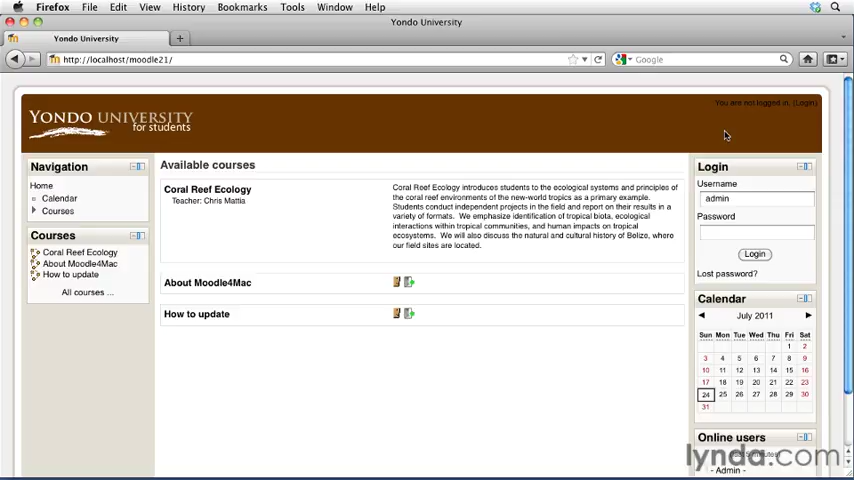 Firefox File Edit View History Bookmarks Tools Window Help
Yondo University
Yondo University
http://localhost/moodle21/
Google
You are not logged in. (Login)
YONDO UNIVERSITY
for students
Navigation
Home
Calendar
Courses
Courses
Coral Reef Ecology
About Moodle4Mac
How to update
All courses ...
Available courses
Coral Reef Ecology
Teacher: Chris Mattia
Coral Reef Ecology introduces students to the ecological systems and principles of
the coral reef environments of the new-world tropics as a primary example.
Students conduct independent projects in the field and report on their results in a
variety of formats. We emphasize identification of tropical biota, ecological
interactions within tropical communities, and human impacts on tropical
ecosystems. We will also discuss the natural and cultural history of Belize, where
our field sites are located.
About Moodle4Mac
How to update
Login
Username
admin
Password
Login
Lost password?
Calendar
◀ July 2011 ▶
Sun Mon Tue Wed Thu Fri Sat
1 2
3 4 5 6 7 8 9
10 11 12 13 14 15 16
17 18 19 20 21 22 23
24 25 26 27 28 29 30
31
Online users
- Admin -
lynda.com